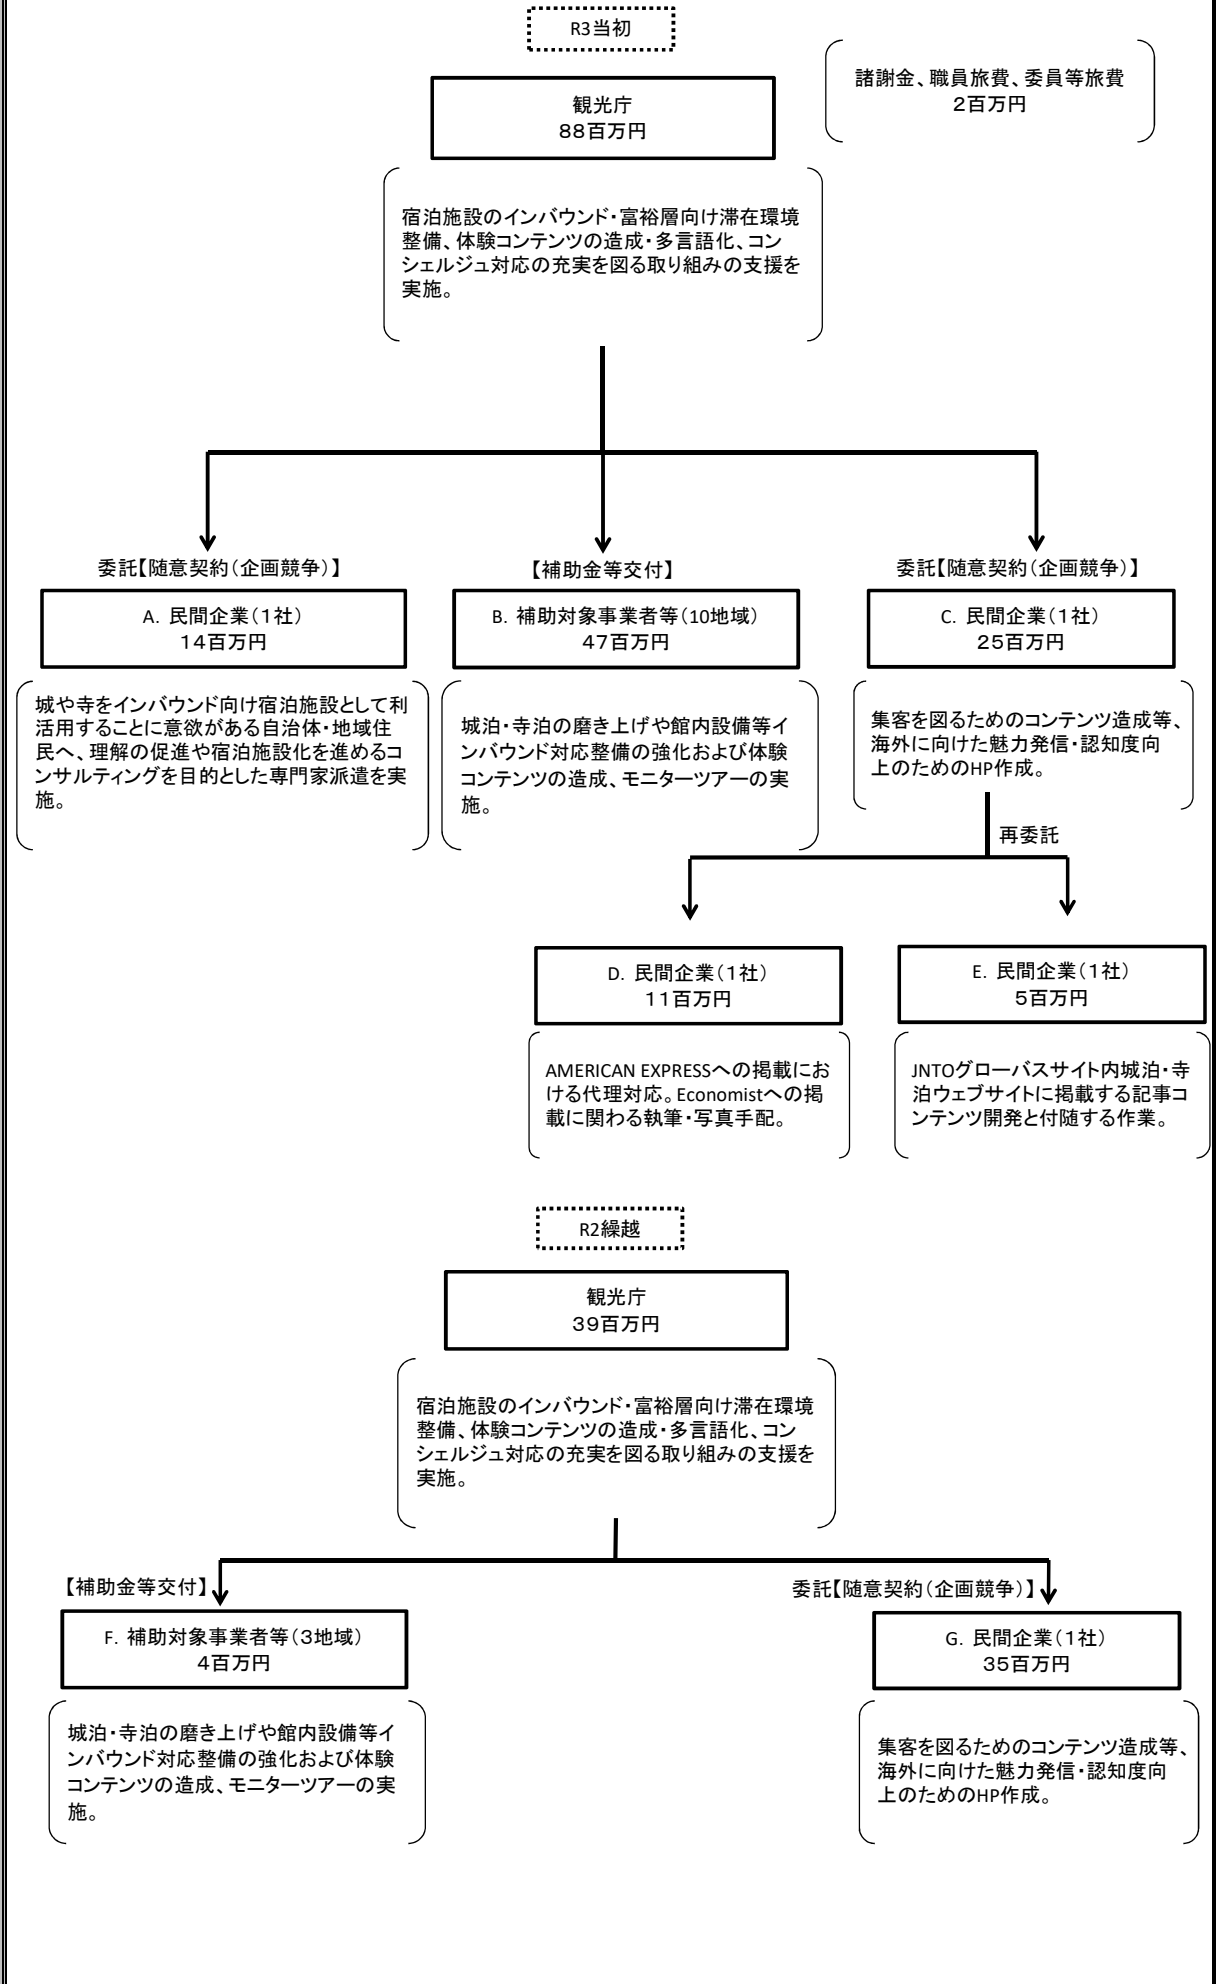 R3当初
諸謝金、職員旅費、委員等旅費
2百万円
観光庁
88百万円
宿泊施設のインバウンド・富裕層向け滞在環境
整備、体験コンテンツの造成・多言語化、コン
シェルジュ対応の充実を図る取り組みの支援を
実施。
委託【随意契約（企画競争）】
A. 民間企業（1社）
14百万円
城や寺をインバウンド向け宿泊施設として利
活用することに意欲がある自治体・地域住
民へ、理解の促進や宿泊施設化を進めるコ
ンサルティングを目的とした専門家派遣を実
施。
【補助金等交付】
B. 補助対象事業者等（10地域）
47百万円
城泊・寺泊の磨き上げや館内設備等イ
ンバウンド対応整備の強化および体験
コンテンツの造成、モニターツアーの実
施。
委託【随意契約（企画競争）】
C. 民間企業（1社）
25百万円
集客を図るためのコンテンツ造成等、
海外に向けた魅力発信・認知度向
上のためのHP作成。
再委託
D. 民間企業（1社）
11百万円
AMERICAN EXPRESSへの掲載にお
ける代理対応。Economistへの掲
載に関わる執筆・写真手配。
E. 民間企業（1社）
5百万円
JNTOグローバスサイト内城泊・寺
泊ウェブサイトに掲載する記事コ
ンテンツ開発と付随する作業。
R2繰越
観光庁
39百万円
宿泊施設のインバウンド・富裕層向け滞在環境
整備、体験コンテンツの造成・多言語化、コン
シェルジュ対応の充実を図る取り組みの支援を
実施。
【補助金等交付】
F. 補助対象事業者等（3地域）
4百万円
城泊・寺泊の磨き上げや館内設備等イ
ンバウンド対応整備の強化および体験
コンテンツの造成、モニターツアーの実
施。
委託【随意契約（企画競争）】
G. 民間企業（1社）
35百万円
集客を図るためのコンテンツ造成等、
海外に向けた魅力発信・認知度向
上のためのHP作成。